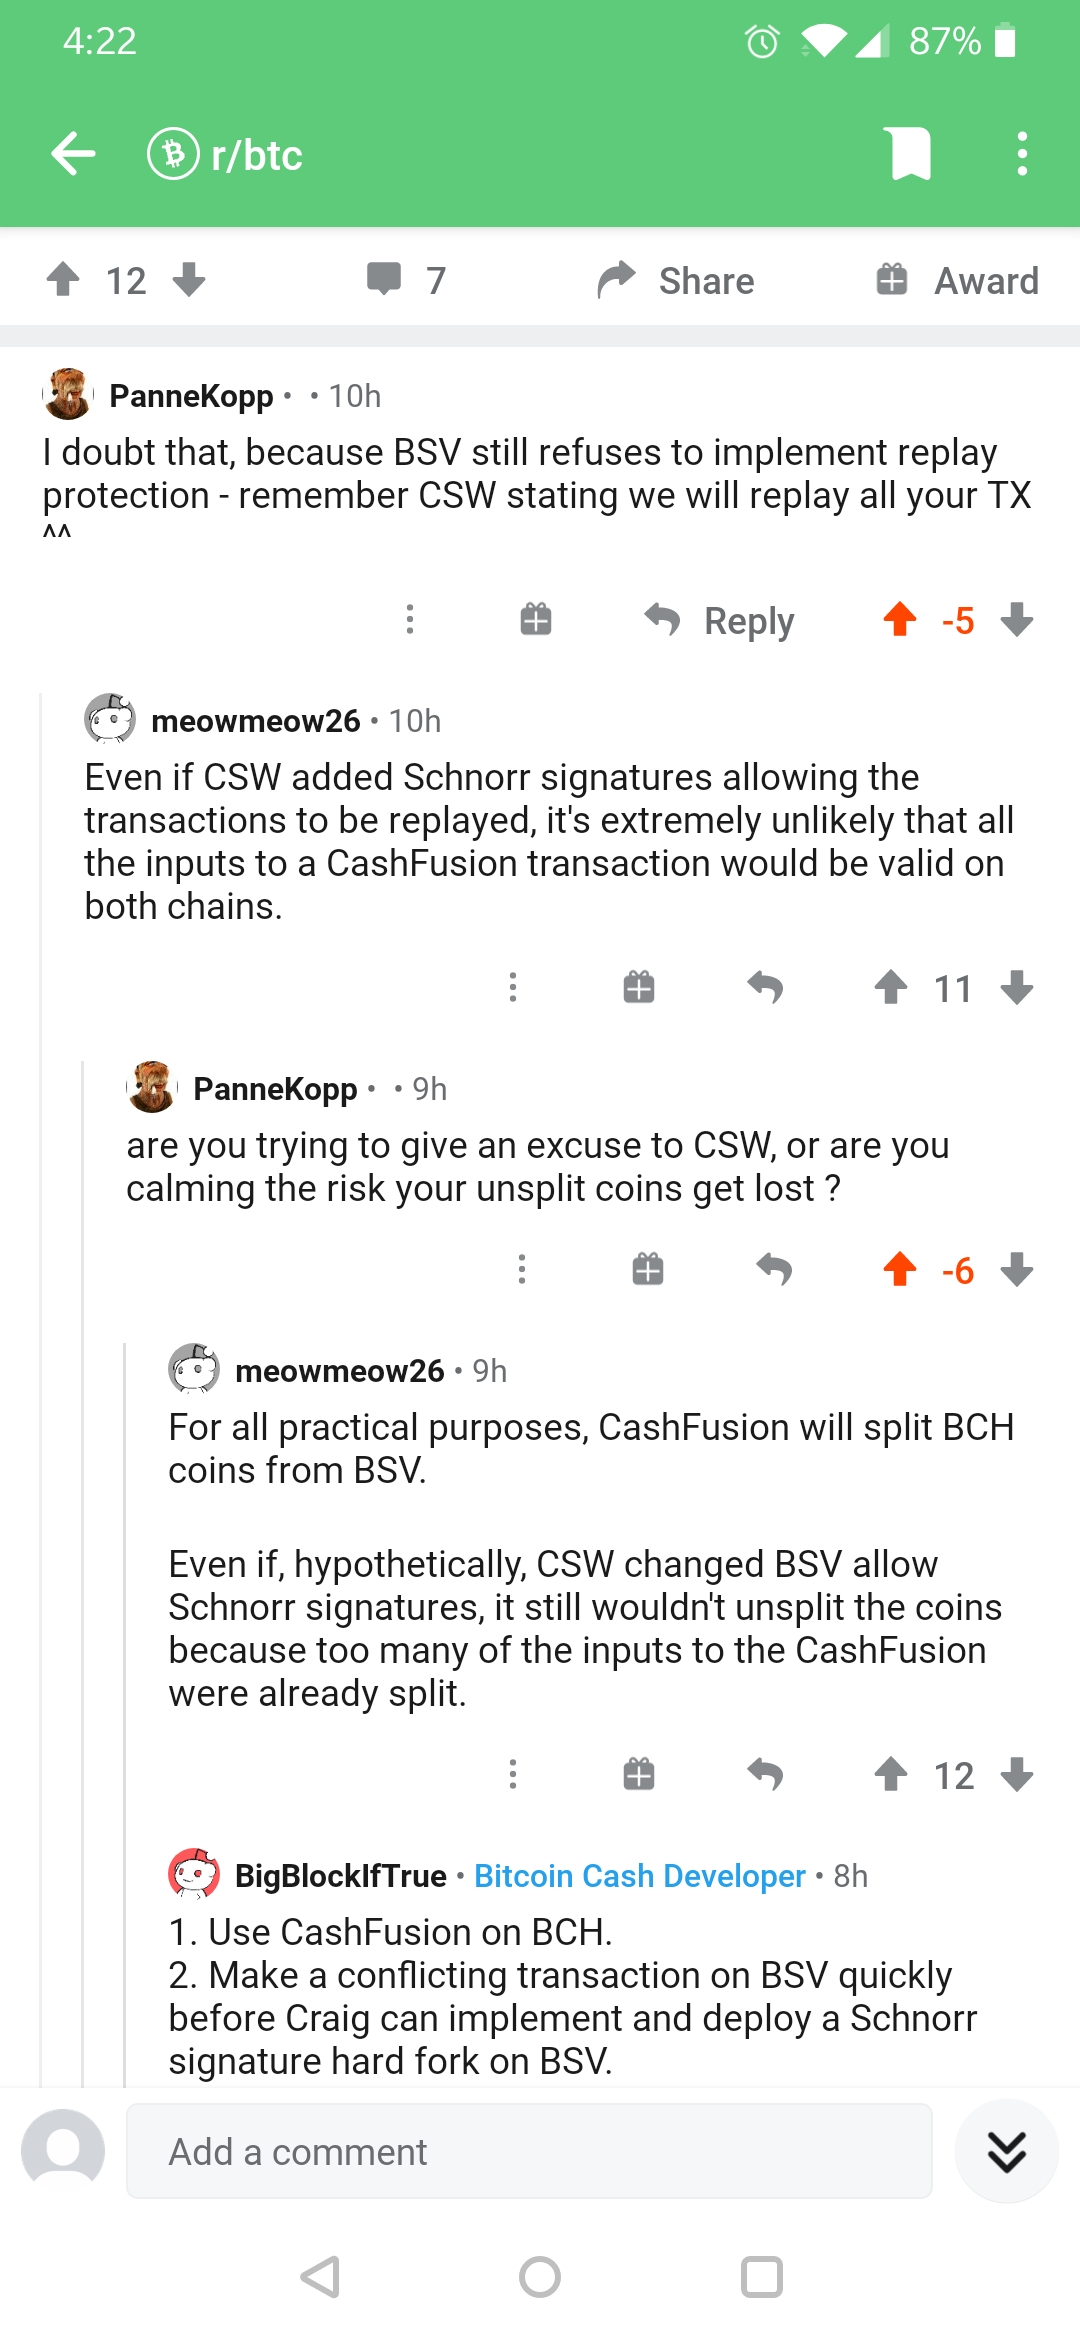 4:22
87%
r/btc
12
7
Share
Award
PanneKopp • • 10h
I doubt that, because BSV still refuses to implement replay
protection - remember CSW stating we will replay all your TX
^^
Reply
-5
meowmeow26 • 10h
Even if CSW added Schnorr signatures allowing the
transactions to be replayed, it's extremely unlikely that all
the inputs to a CashFusion transaction would be valid on
both chains.
11
PanneKopp • • 9h
are you trying to give an excuse to CSW, or are you
calming the risk your unsplit coins get lost ?
-6
meowmeow26 • 9h
For all practical purposes, CashFusion will split BCH
coins from BSV.
Even if, hypothetically, CSW changed BSV allow
Schnorr signatures, it still wouldn't unsplit the coins
because too many of the inputs to the CashFusion
were already split.
12
BigBlockIfTrue • Bitcoin Cash Developer • 8h
1. Use CashFusion on BCH.
2. Make a conflicting transaction on BSV quickly
before Craig can implement and deploy a Schnorr
signature hard fork on BSV.
Add a comment